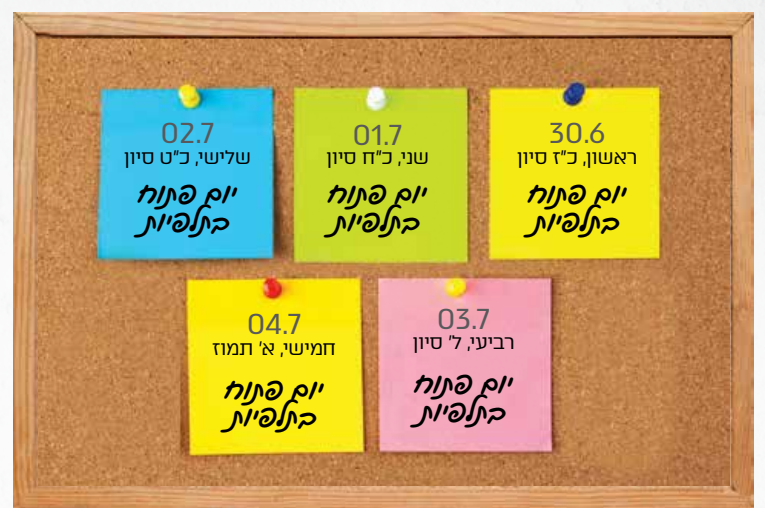 30.6
ראשון, כ"ז סיון
יום פתוח
בתלפיות
01.7
שני, כ"ח סיון
יום פתוח
בתלפיות
02.7
שלישי, כ"ט סיון
יום פתוח
בתלפיות
03.7
רביעי, ל' סיון
יום פתוח
בתלפיות
04.7
חמישי, א' תמוז
יום פתוח
בתלפיות